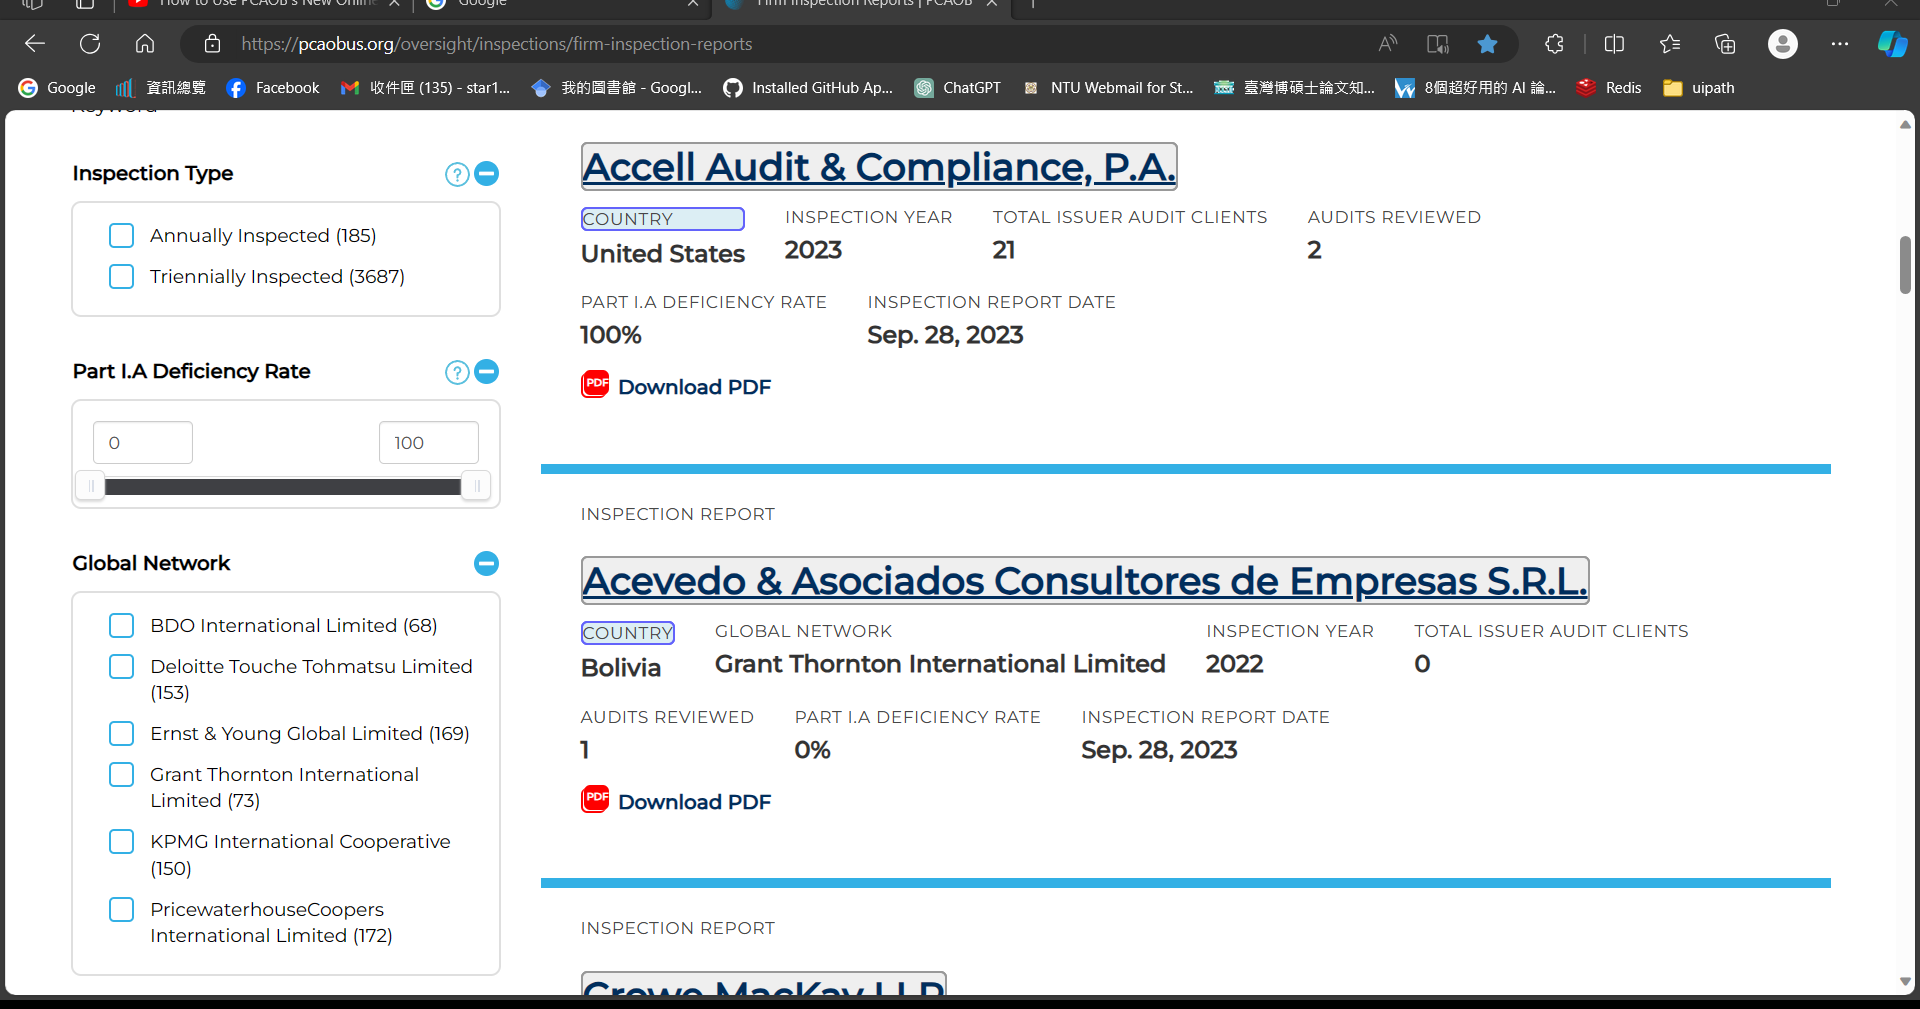 How to Use PCAOB's New Online
Google
Firm Inspection Reports | PCAOB
https://pcaobus.org/oversight/inspections/firm-inspection-reports
Google
資訊總覽
Facebook
收件匣 (135) - star1...
我的圖書館 - Googl...
Installed GitHub Ap...
ChatGPT
NTU Webmail for St...
臺灣博碩士論文知...
8個超好用的 AI 論...
Redis
uipath
Keyword
Inspection Type
?
Annually Inspected (185)
Triennially Inspected (3687)
Part I.A Deficiency Rate
?
0
100
Global Network
BDO International Limited (68)
Deloitte Touche Tohmatsu Limited
(153)
Ernst & Young Global Limited (169)
Grant Thornton International
Limited (73)
KPMG International Cooperative
(150)
PricewaterhouseCoopers
International Limited (172)
Accell Audit & Compliance, P.A.
COUNTRY
United States
INSPECTION YEAR
2023
TOTAL ISSUER AUDIT CLIENTS
21
AUDITS REVIEWED
2
PART I.A DEFICIENCY RATE
100%
INSPECTION REPORT DATE
Sep. 28, 2023
PDF
Download PDF
INSPECTION REPORT
Acevedo & Asociados Consultores de Empresas S.R.L.
COUNTRY
Bolivia
GLOBAL NETWORK
Grant Thornton International Limited
INSPECTION YEAR
2022
TOTAL ISSUER AUDIT CLIENTS
0
AUDITS REVIEWED
1
PART I.A DEFICIENCY RATE
0%
INSPECTION REPORT DATE
Sep. 28, 2023
PDF
Download PDF
INSPECTION REPORT
Crowe MacKay LLP